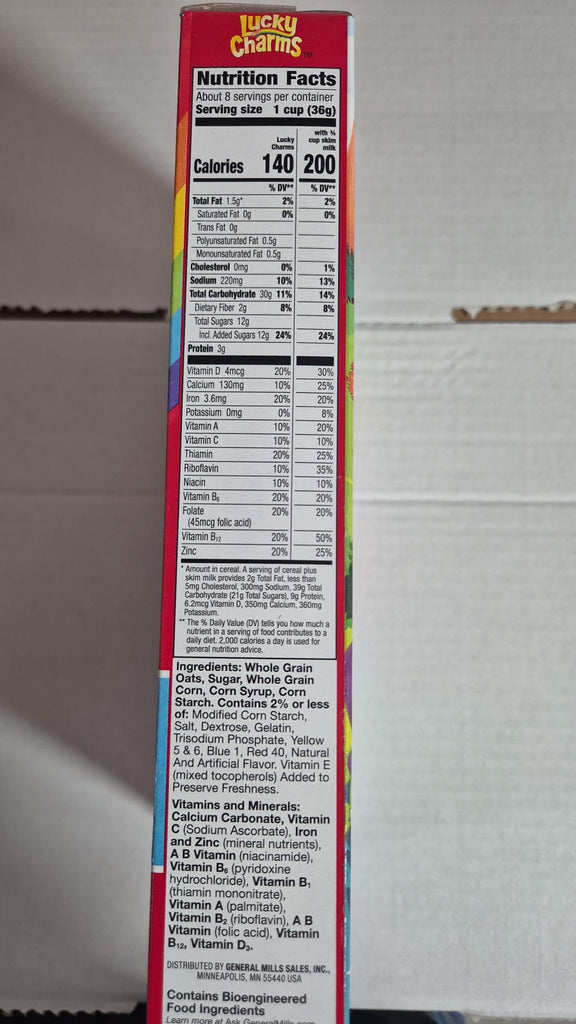 Lucky
Charms™
Nutrition Facts
About 8 servings per container
Serving size 1 cup (36g)
Lucky Charms with ¾ cup skim milk
Calories 140 200
% DV** % DV**
Total Fat 1.5g* 2% 2%
Saturated Fat 0g 0% 0%
Trans Fat 0g
Polyunsaturated Fat 0.5g
Monounsaturated Fat 0.5g
Cholesterol 0mg 0% 1%
Sodium 220mg 10% 13%
Total Carbohydrate 30g 11% 14%
Dietary Fiber 2g 8% 8%
Total Sugars 12g
Incl. Added Sugars 12g 24% 24%
Protein 3g
Vitamin D 4mcg 20% 30%
Calcium 130mg 10% 25%
Iron 3.6mg 20% 20%
Potassium 0mg 0% 8%
Vitamin A 10% 20%
Vitamin C 10% 10%
Thiamin 20% 25%
Riboflavin 10% 35%
Niacin 10% 10%
Vitamin B₆ 20% 20%
Folate 20% 20%
(45mcg folic acid)
Vitamin B₁₂ 20% 50%
Zinc 20% 25%
* Amount in cereal. A serving of cereal plus
skim milk provides 2g Total Fat, less than
5mg Cholesterol, 300mg Sodium, 39g Total
Carbohydrate (21g Total Sugars), 9g Protein,
6.2mcg Vitamin D, 350mg Calcium, 360mg
Potassium.
** The % Daily Value (DV) tells you how much a
nutrient in a serving of food contributes to a
daily diet. 2,000 calories a day is used for
general nutrition advice.
Ingredients: Whole Grain
Oats, Sugar, Whole Grain
Corn, Corn Syrup, Corn
Starch. Contains 2% or less
of: Modified Corn Starch,
Salt, Dextrose, Gelatin,
Trisodium Phosphate, Yellow
5 & 6, Blue 1, Red 40, Natural
And Artificial Flavor. Vitamin E
(mixed tocopherols) Added to
Preserve Freshness.
Vitamins and Minerals:
Calcium Carbonate, Vitamin
C (Sodium Ascorbate), Iron
and Zinc (mineral nutrients),
A B Vitamin (niacinamide),
Vitamin B₆ (pyridoxine
hydrochloride), Vitamin B₁
(thiamin mononitrate),
Vitamin A (palmitate),
Vitamin B₂ (riboflavin), A B
Vitamin (folic acid), Vitamin
B₁₂, Vitamin D₃.
DISTRIBUTED BY GENERAL MILLS SALES, INC.,
MINNEAPOLIS, MN 55440 USA
Contains Bioengineered
Food Ingredients
Learn more at Ask.GeneralMills.com